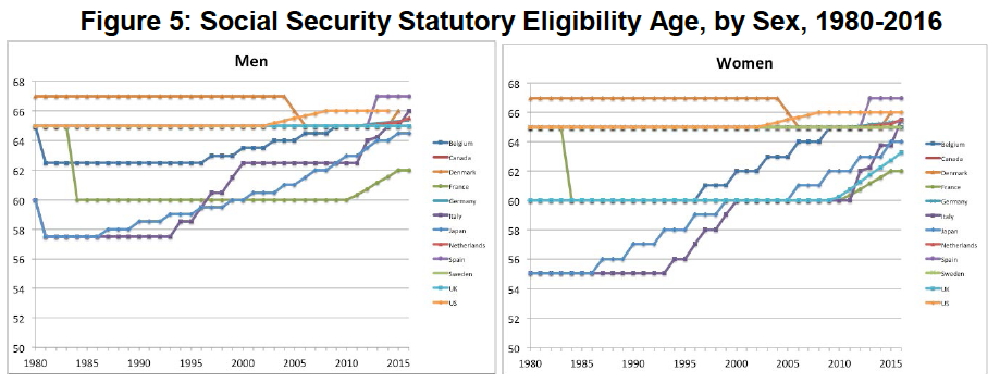 Figure 5: Social Security Statutory Eligibility Age, by Sex, 1980-2016
Men
68
66
64
62
60
58
56
54
52
50
1980
1985
1990
1995
2000
2005
2010
2015
Belgium
Canada
Denmark
France
Germany
Italy
Japan
Netherlands
Spain
Sweden
UK
US
Women
68
66
64
62
60
58
56
54
52
50
1980
1985
1990
1995
2000
2005
2010
2015
Belgium
Canada
Denmark
France
Germany
Italy
Japan
Netherlands
Spain
Sweden
UK
US